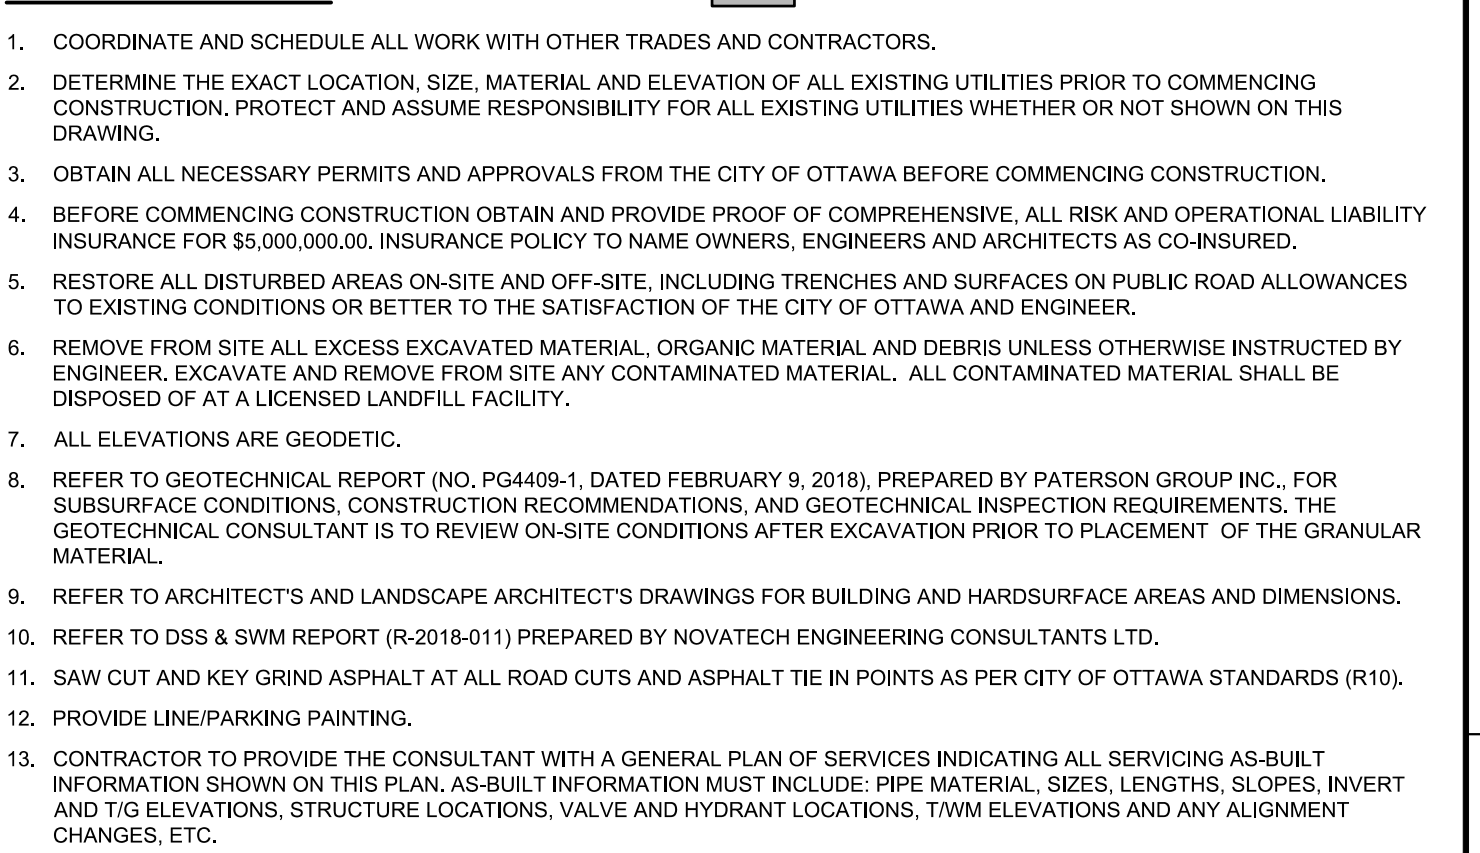 1. COORDINATE AND SCHEDULE ALL WORK WITH OTHER TRADES AND CONTRACTORS.
2. DETERMINE THE EXACT LOCATION, SIZE, MATERIAL AND ELEVATION OF ALL EXISTING UTILITIES PRIOR TO COMMENCING
CONSTRUCTION. PROTECT AND ASSUME RESPONSIBILITY FOR ALL EXISTING UTILITIES WHETHER OR NOT SHOWN ON THIS
DRAWING.
3. OBTAIN ALL NECESSARY PERMITS AND APPROVALS FROM THE CITY OF OTTAWA BEFORE COMMENCING CONSTRUCTION.
4. BEFORE COMMENCING CONSTRUCTION OBTAIN AND PROVIDE PROOF OF COMPREHENSIVE, ALL RISK AND OPERATIONAL LIABILITY
INSURANCE FOR $5,000,000.00. INSURANCE POLICY TO NAME OWNERS, ENGINEERS AND ARCHITECTS AS CO-INSURED.
5. RESTORE ALL DISTURBED AREAS ON-SITE AND OFF-SITE, INCLUDING TRENCHES AND SURFACES ON PUBLIC ROAD ALLOWANCES
TO EXISTING CONDITIONS OR BETTER TO THE SATISFACTION OF THE CITY OF OTTAWA AND ENGINEER.
6. REMOVE FROM SITE ALL EXCESS EXCAVATED MATERIAL, ORGANIC MATERIAL AND DEBRIS UNLESS OTHERWISE INSTRUCTED BY
ENGINEER. EXCAVATE AND REMOVE FROM SITE ANY CONTAMINATED MATERIAL. ALL CONTAMINATED MATERIAL SHALL BE
DISPOSED OF AT A LICENSED LANDFILL FACILITY.
7. ALL ELEVATIONS ARE GEODETIC.
8. REFER TO GEOTECHNICAL REPORT (NO. PG4409-1, DATED FEBRUARY 9, 2018), PREPARED BY PATERSON GROUP INC., FOR
SUBSURFACE CONDITIONS, CONSTRUCTION RECOMMENDATIONS, AND GEOTECHNICAL INSPECTION REQUIREMENTS. THE
GEOTECHNICAL CONSULTANT IS TO REVIEW ON-SITE CONDITIONS AFTER EXCAVATION PRIOR TO PLACEMENT OF THE GRANULAR
MATERIAL.
9. REFER TO ARCHITECT'S AND LANDSCAPE ARCHITECT'S DRAWINGS FOR BUILDING AND HARDSURFACE AREAS AND DIMENSIONS.
10. REFER TO DSS & SWM REPORT (R-2018-011) PREPARED BY NOVATECH ENGINEERING CONSULTANTS LTD.
11. SAW CUT AND KEY GRIND ASPHALT AT ALL ROAD CUTS AND ASPHALT TIE IN POINTS AS PER CITY OF OTTAWA STANDARDS (R10).
12. PROVIDE LINE/PARKING PAINTING.
13. CONTRACTOR TO PROVIDE THE CONSULTANT WITH A GENERAL PLAN OF SERVICES INDICATING ALL SERVICING AS-BUILT
INFORMATION SHOWN ON THIS PLAN. AS-BUILT INFORMATION MUST INCLUDE: PIPE MATERIAL, SIZES, LENGTHS, SLOPES, INVERT
AND T/G ELEVATIONS, STRUCTURE LOCATIONS, VALVE AND HYDRANT LOCATIONS, T/WM ELEVATIONS AND ANY ALIGNMENT
CHANGES, ETC.